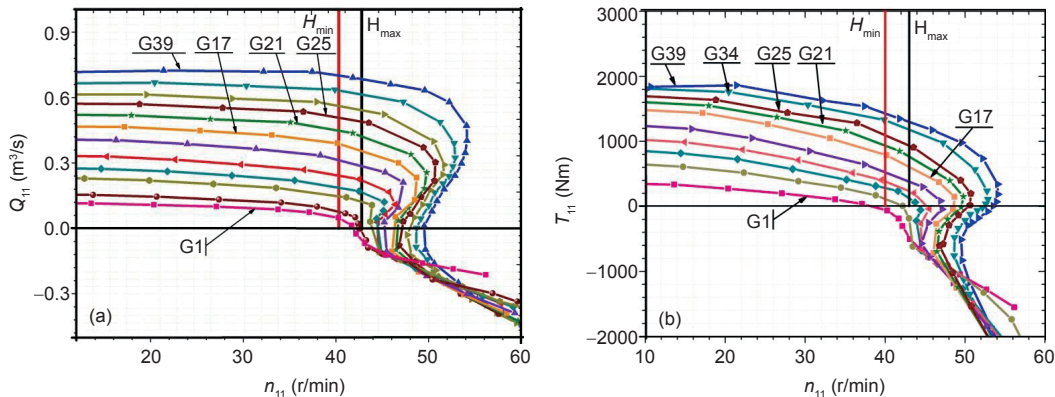 0.9
0.6
0.3
0.0
−0.3
Q11 (m³/s)
G39
G17
G21
G25
Hmin
Hmax
G1
(a)
20
30
40
50
60
n11 (r/min)
3000
2000
1000
0
−1000
−2000
T11 (Nm)
G39
G34
G25
G21
Hmin
Hmax
G17
G1
(b)
10
20
30
40
50
60
n11 (r/min)